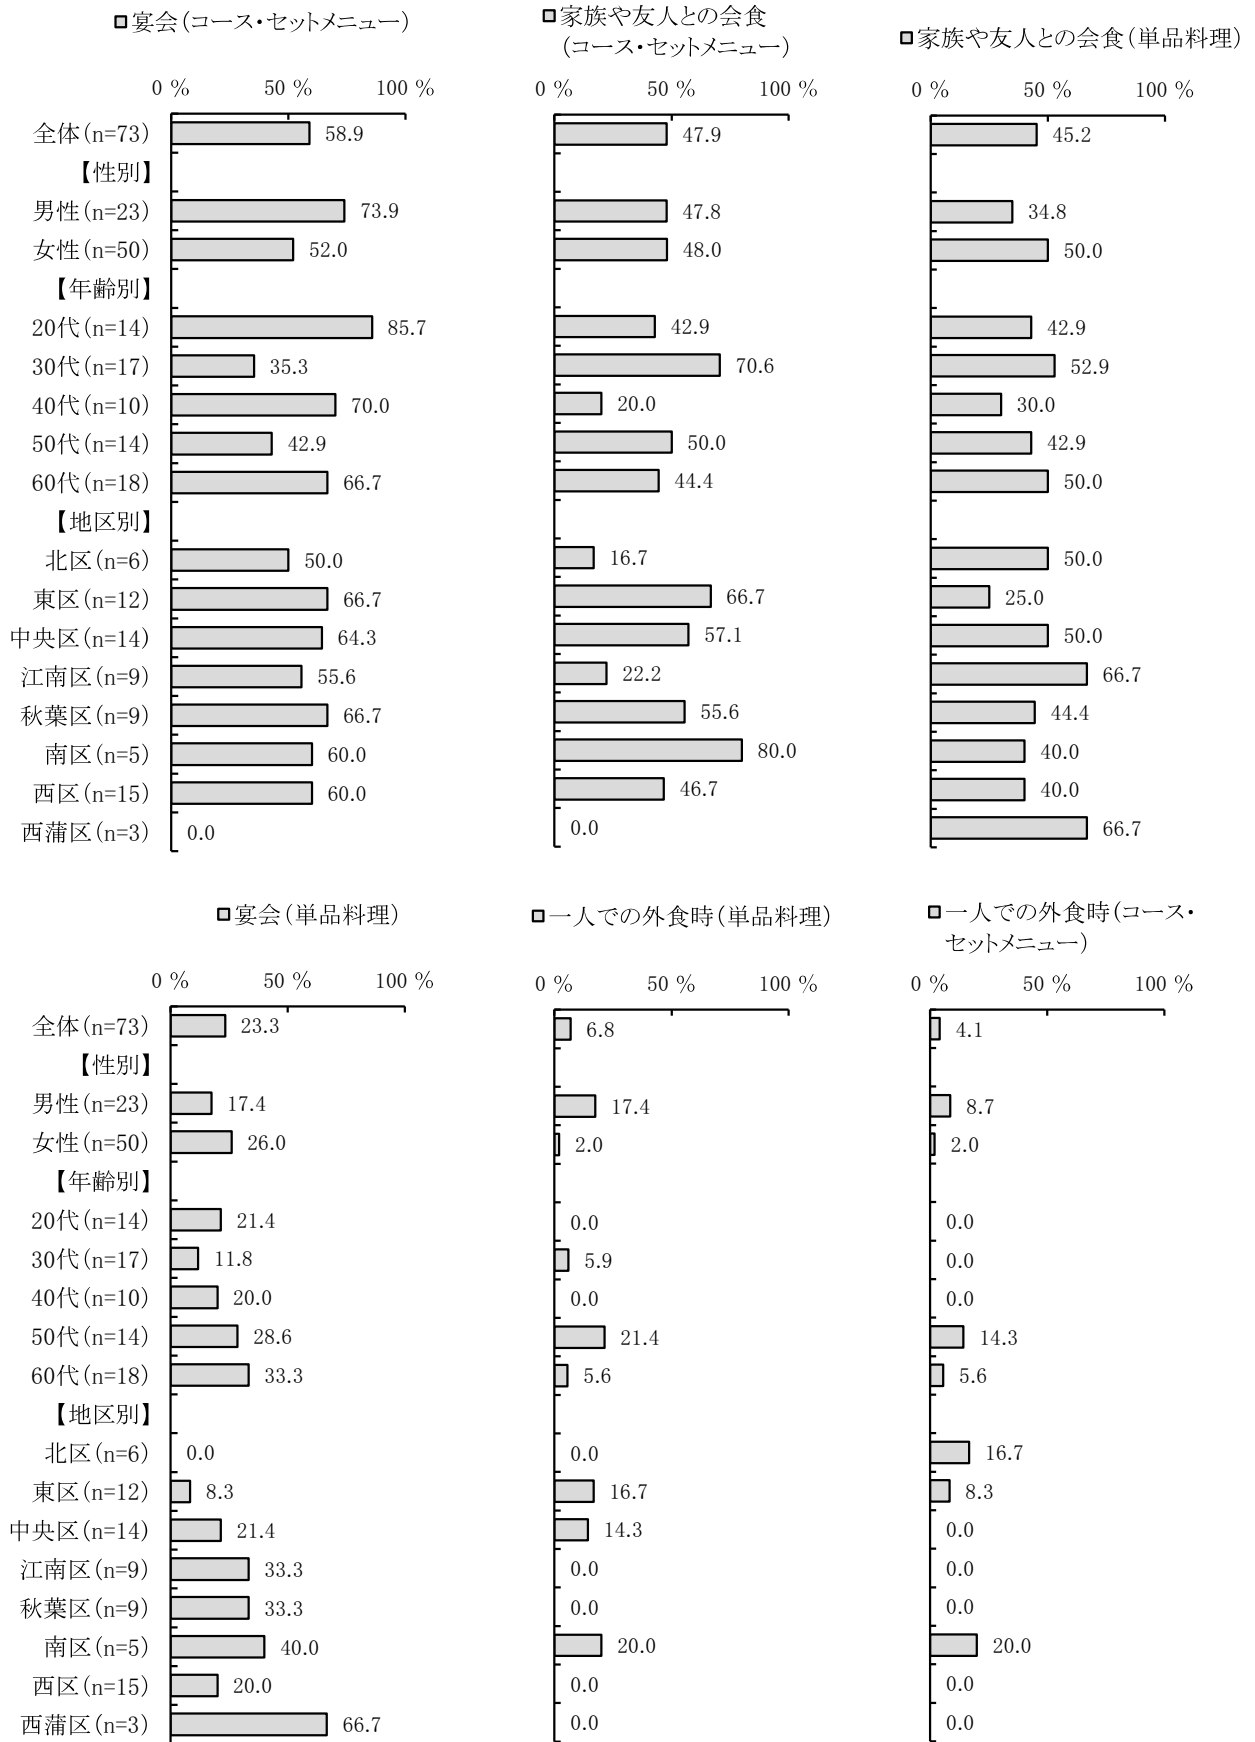 宴会（コース・セットメニュー）
家族や友人との会食
（コース・セットメニュー）
家族や友人との会食（単品料理）
0 % 50 % 100 % 0 % 50 % 100 % 0 % 50 % 100 %
全体（n=73） 58.9 47.9 45.2
【性別】
男性（n=23） 73.9 47.8 34.8
女性（n=50） 52.0 48.0 50.0
【年齢別】
20代（n=14） 85.7 42.9 42.9
30代（n=17） 35.3 70.6 52.9
40代（n=10） 70.0 20.0 30.0
50代（n=14） 42.9 50.0 42.9
60代（n=18） 66.7 44.4 50.0
【地区別】
北区（n=6） 50.0 16.7 50.0
東区（n=12） 66.7 66.7 25.0
中央区（n=14） 64.3 57.1 50.0
江南区（n=9） 55.6 22.2 66.7
秋葉区（n=9） 66.7 55.6 44.4
南区（n=5） 60.0 80.0 40.0
西区（n=15） 60.0 46.7 40.0
西蒲区（n=3） 0.0 0.0 66.7
宴会（単品料理）
一人での外食時（単品料理）
一人での外食時（コース・
セットメニュー）
0 % 50 % 100 % 0 % 50 % 100 % 0 % 50 % 100 %
全体（n=73） 23.3 6.8 4.1
【性別】
男性（n=23） 17.4 17.4 8.7
女性（n=50） 26.0 2.0 2.0
【年齢別】
20代（n=14） 21.4 0.0 0.0
30代（n=17） 11.8 5.9 0.0
40代（n=10） 20.0 0.0 0.0
50代（n=14） 28.6 21.4 14.3
60代（n=18） 33.3 5.6 5.6
【地区別】
北区（n=6） 0.0 0.0 16.7
東区（n=12） 8.3 16.7 8.3
中央区（n=14） 21.4 14.3 0.0
江南区（n=9） 33.3 0.0 0.0
秋葉区（n=9） 33.3 0.0 0.0
南区（n=5） 40.0 20.0 20.0
西区（n=15） 20.0 0.0 0.0
西蒲区（n=3） 66.7 0.0 0.0